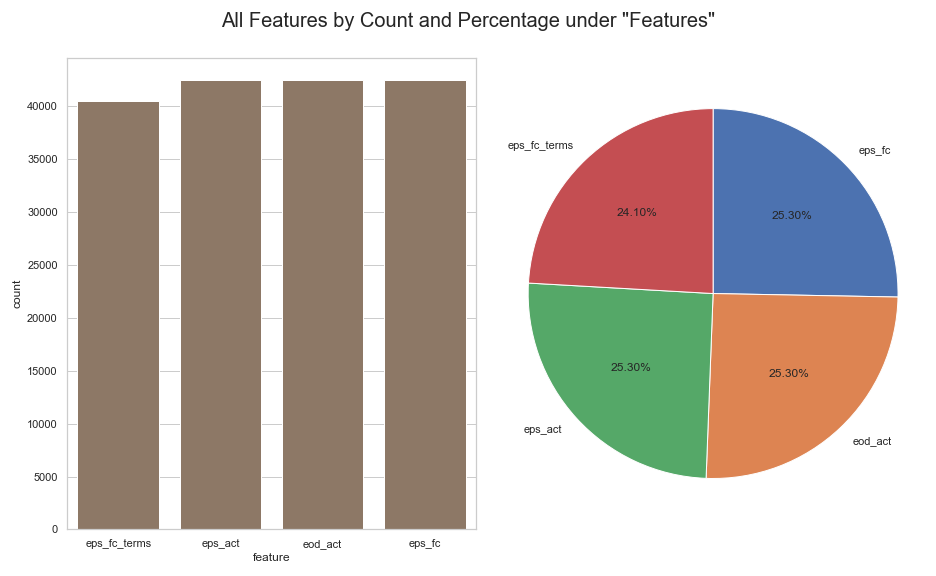 All Features by Count and Percentage under "Features"
count
40000
35000
30000
25000
20000
15000
10000
5000
0
eps_fc_terms eps_act eod_act eps_fc
feature
eps_fc_terms
eps_fc
24.10%
25.30%
25.30%
25.30%
eps_act
eod_act